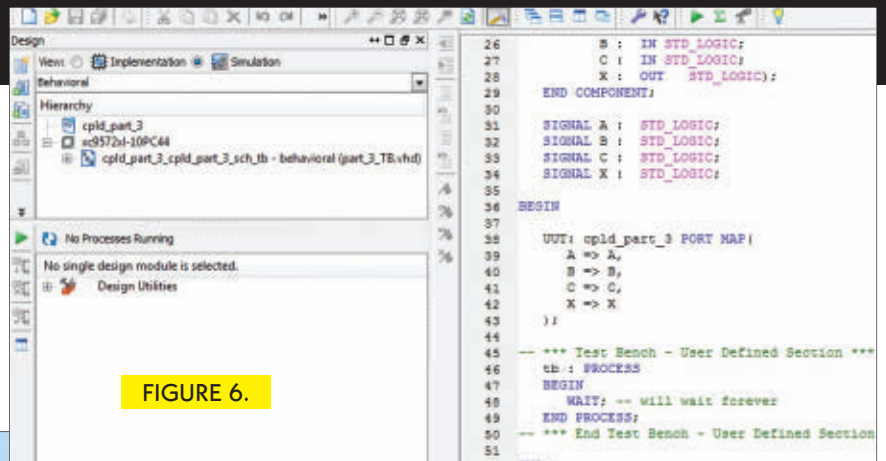 Design
View: Implementation Simulation
Behavioral
Hierarchy
cpld_part_3
xc9572xl-10PC44
cpld_part_3_cpld_part_3_sch_tb - behavioral (part_3_TB.vhd)
No Processes Running
No single design module is selected.
Design Utilities
FIGURE 6.
26 B : IN STD_LOGIC;
27 C : IN STD_LOGIC;
28 X : OUT STD_LOGIC);
29 END COMPONENT;
30
31 SIGNAL A : STD_LOGIC;
32 SIGNAL B : STD_LOGIC;
33 SIGNAL C : STD_LOGIC;
34 SIGNAL X : STD_LOGIC;
35
36 BEGIN
37
38 UUT: cpld_part_3 PORT MAP(
39 A => A,
40 B => B,
41 C => C,
42 X => X
43 );
44
45 -- *** Test Bench - User Defined Section ***
46 tb : PROCESS
47 BEGIN
48 WAIT; -- will wait forever
49 END PROCESS;
50 -- *** End Test Bench - User Defined Section
51